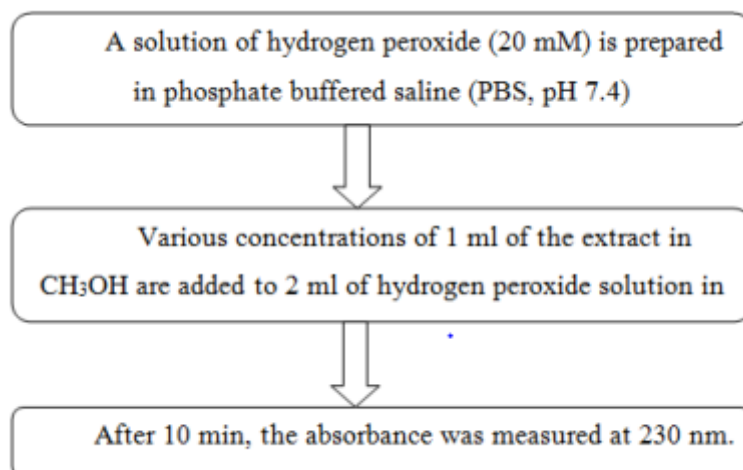 A solution of hydrogen peroxide (20 mM) is prepared
in phosphate buffered saline (PBS, pH 7.4)
Various concentrations of 1 ml of the extract in
CH₃OH are added to 2 ml of hydrogen peroxide solution in
After 10 min, the absorbance was measured at 230 nm.